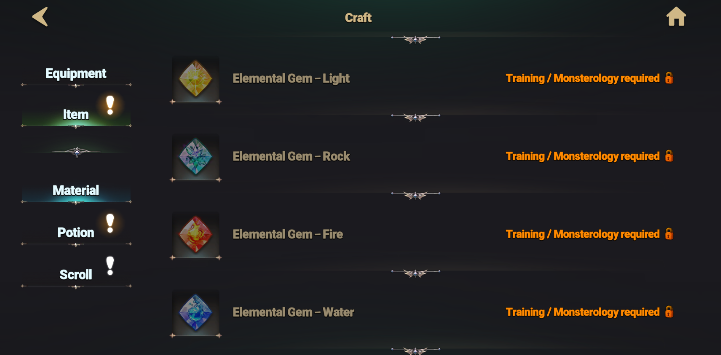 Craft
Equipment
Item
Material
Potion
Scroll
Elemental Gem – Light
Training / Monsterology required
Elemental Gem – Rock
Training / Monsterology required
Elemental Gem – Fire
Training / Monsterology required
Elemental Gem – Water
Training / Monsterology required